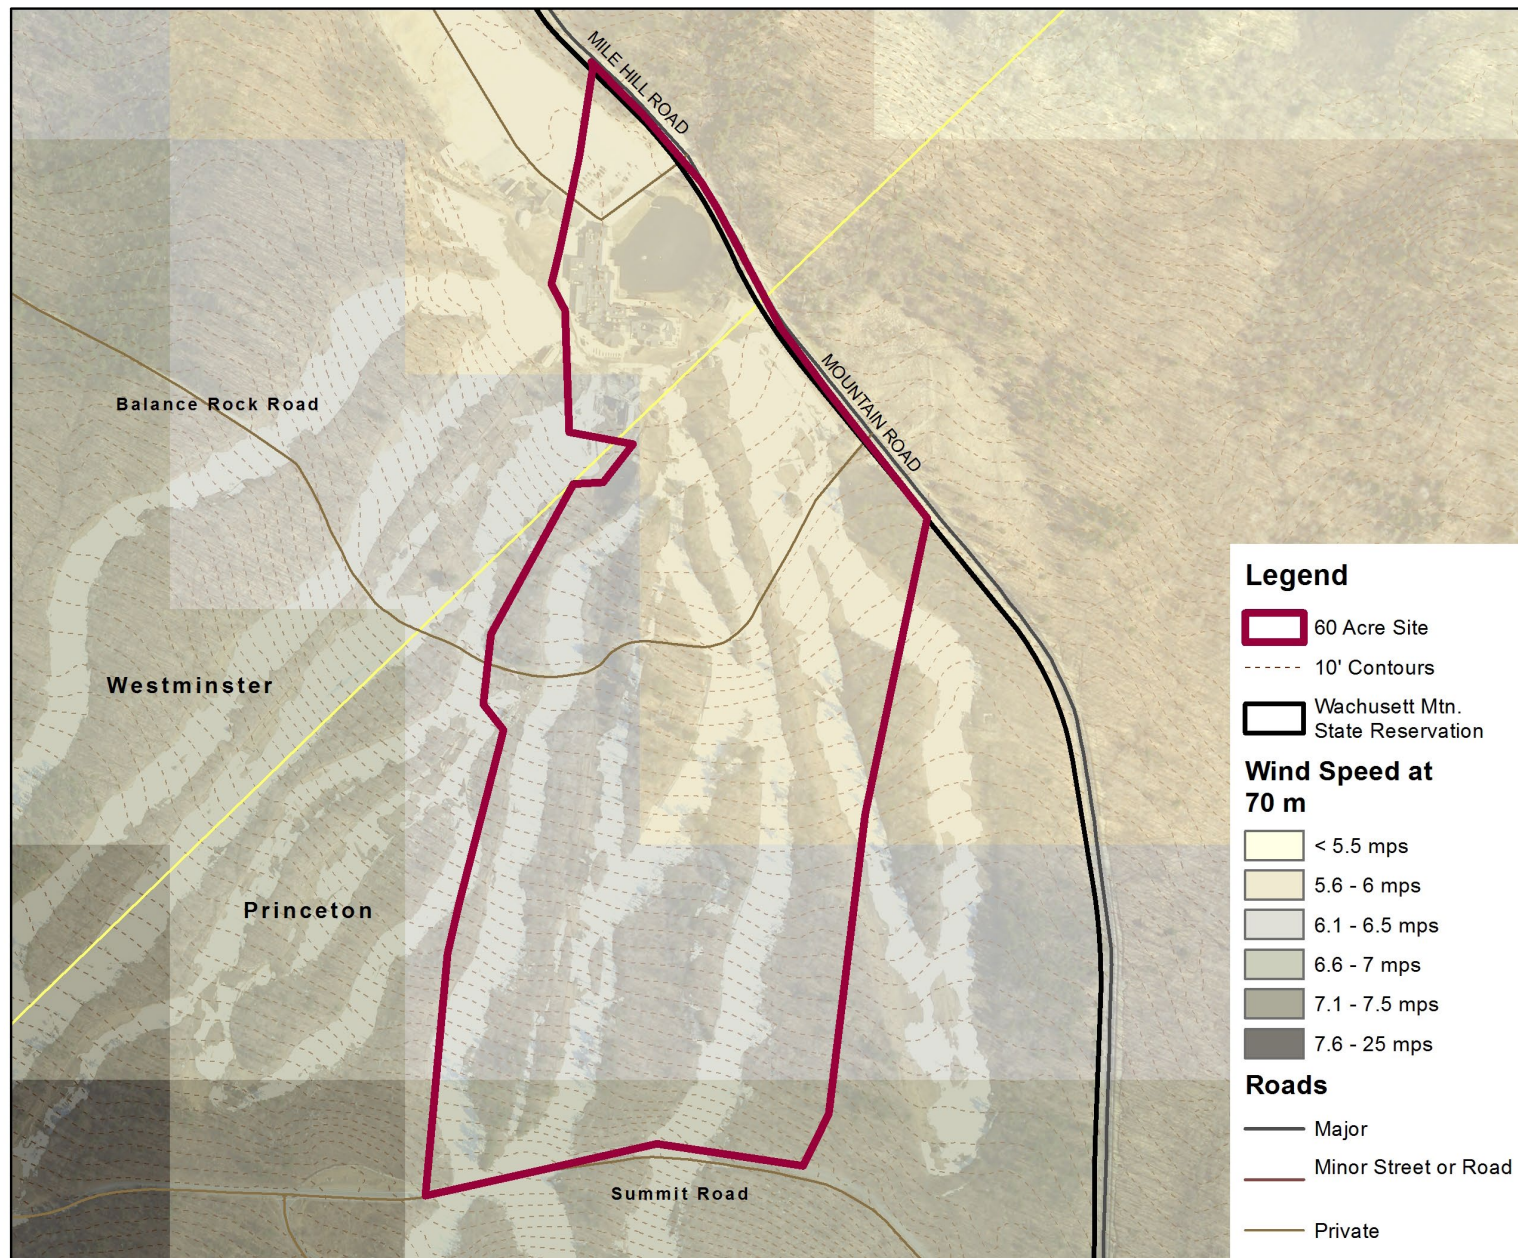 MILE HILL ROAD
MOUNTAIN ROAD
Balance Rock Road
Westminster
Princeton
Summit Road
Legend
60 Acre Site
10' Contours
Wachusett Mtn.
State Reservation
Wind Speed at
70 m
< 5.5 mps
5.6 - 6 mps
6.1 - 6.5 mps
6.6 - 7 mps
7.1 - 7.5 mps
7.6 - 25 mps
Roads
Major
Minor Street or Road
Private